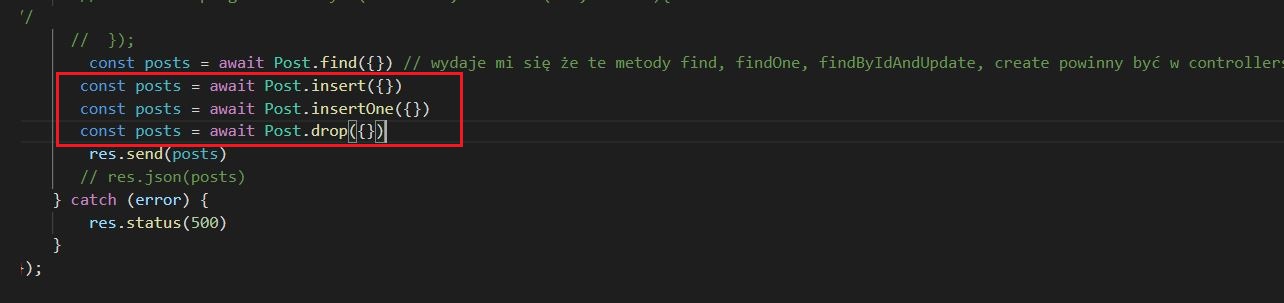 //
//  });
const posts = await Post.find({}) // wydaje mi się że te metody find, findOne, findByIdAndUpdate, create powinny być w controllers
const posts = await Post.insert({})
const posts = await Post.insertOne({})
const posts = await Post.drop({})
res.send(posts)
// res.json(posts)
} catch (error) {
res.status(500)
}
});